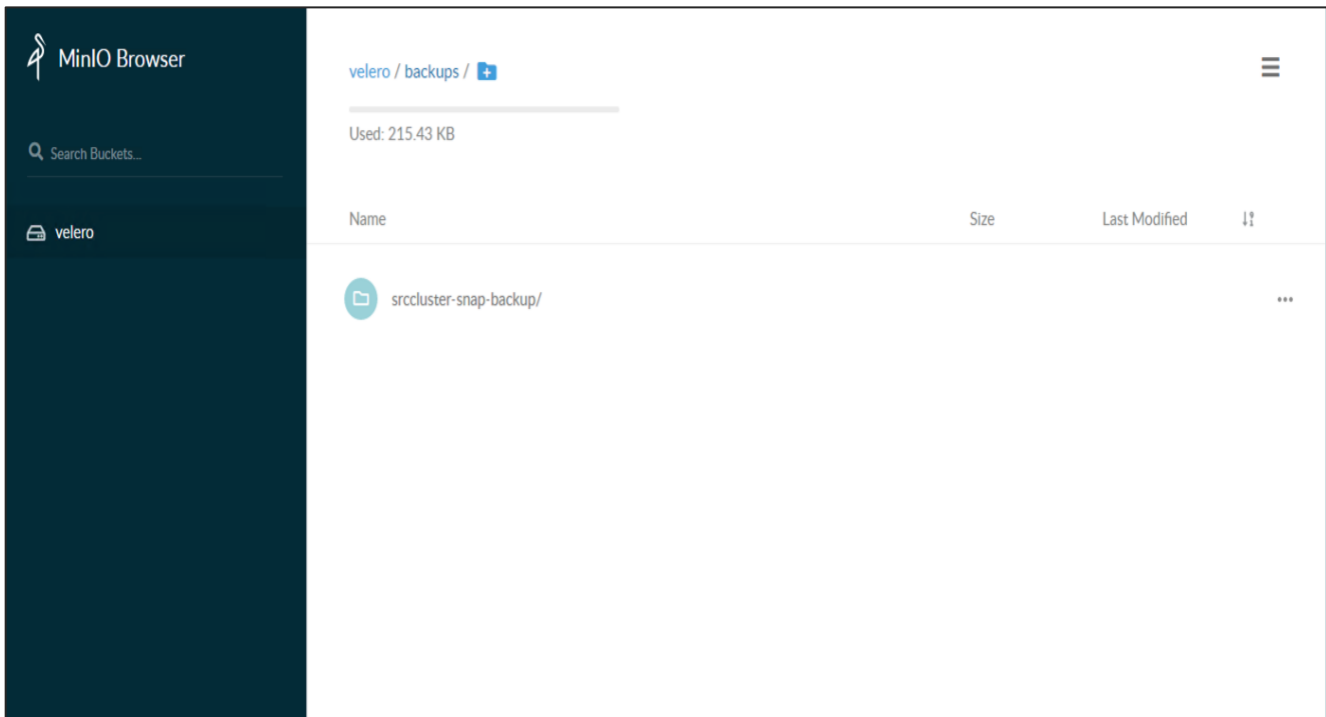 MinIO Browser
Search Buckets...
velero
velero / backups /
Used: 215.43 KB
Name Size Last Modified
srccluster-snap-backup/